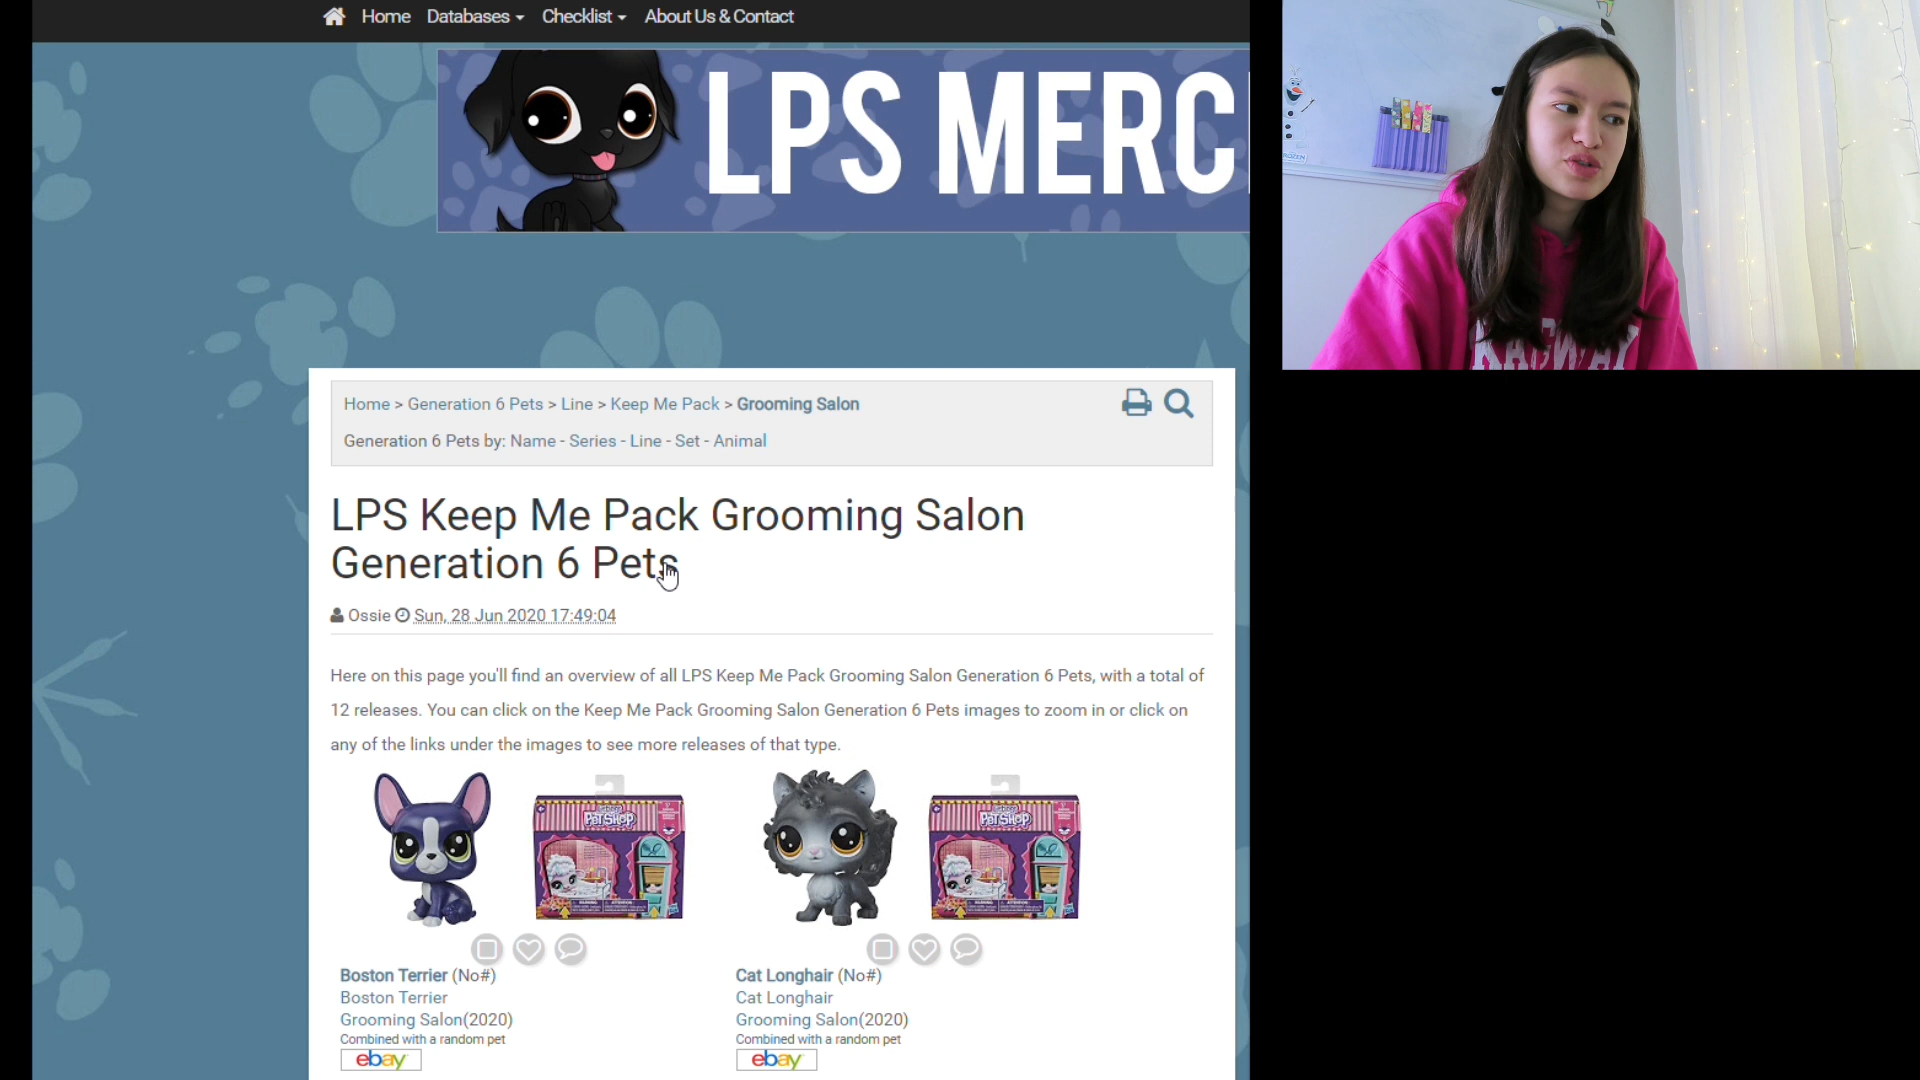 Home Databases Checklist About Us & Contact
LPS MERC
Home > Generation 6 Pets > Line > Keep Me Pack > Grooming Salon
Generation 6 Pets by: Name - Series - Line - Set - Animal
LPS Keep Me Pack Grooming Salon
Generation 6 Pets
Ossie Sun, 28 Jun 2020 17:49:04
Here on this page you'll find an overview of all LPS Keep Me Pack Grooming Salon Generation 6 Pets, with a total of
12 releases. You can click on the Keep Me Pack Grooming Salon Generation 6 Pets images to zoom in or click on
any of the links under the images to see more releases of that type.
PETSHOP
PETSHOP
Boston Terrier (No#)
Boston Terrier
Grooming Salon(2020)
Combined with a random pet
ebay
Cat Longhair (No#)
Cat Longhair
Grooming Salon(2020)
Combined with a random pet
ebay
FROZEN